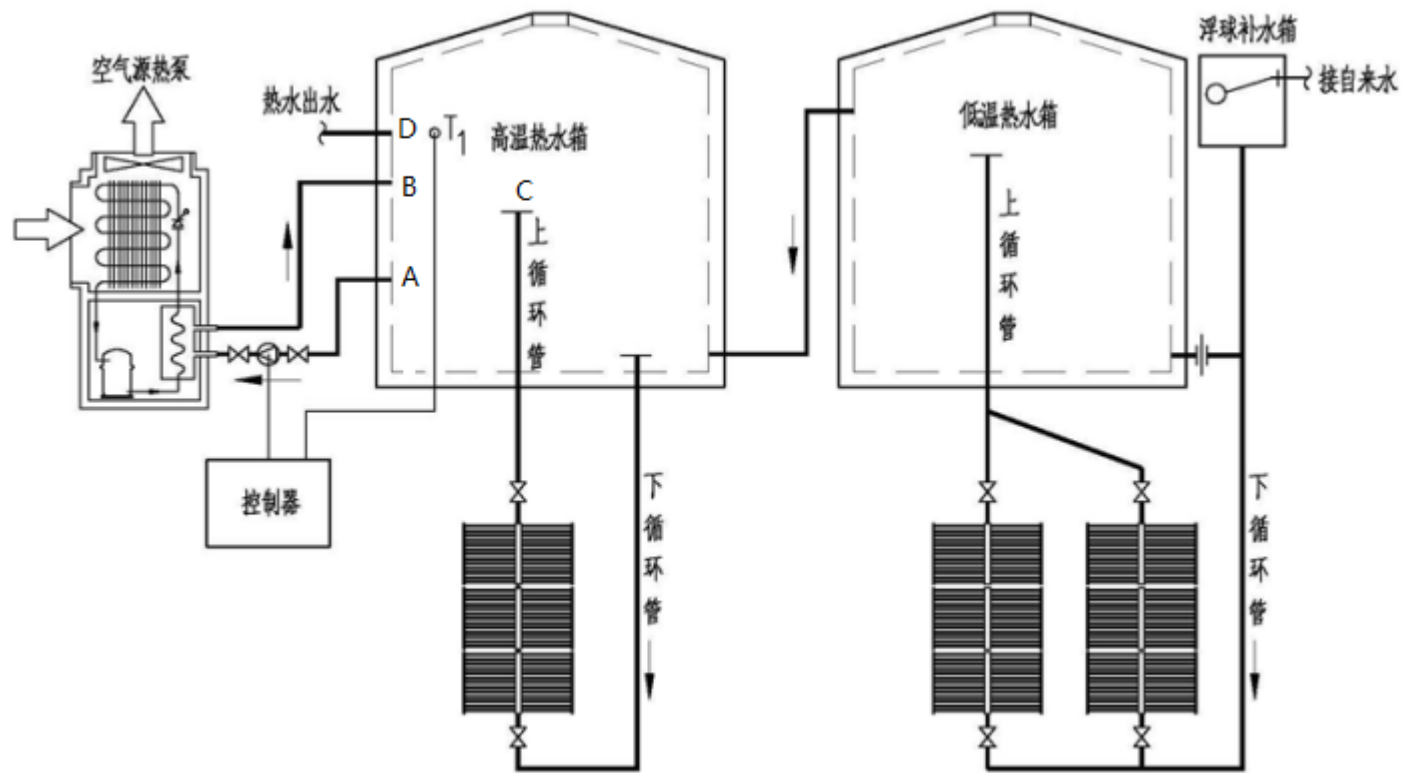 空气源热泵
热水出水
D
T1
高温热水箱
B
C
A
上循环管
下循环管
控制器
低温热水箱
上循环管
浮球补水箱
接自来水
下循环管